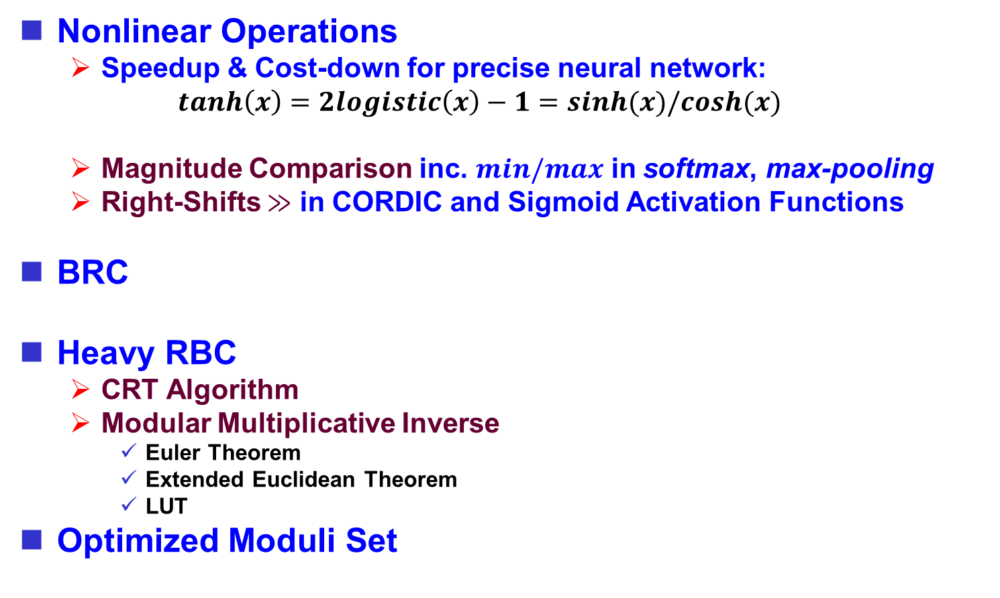 Nonlinear Operations
Speedup & Cost-down for precise neural network:
tanh(x) = 2logistic(x) − 1 = sinh(x)/cosh(x)
Magnitude Comparison inc. min/max in softmax, max-pooling
Right-Shifts ≫ in CORDIC and Sigmoid Activation Functions
BRC
Heavy RBC
CRT Algorithm
Modular Multiplicative Inverse
Euler Theorem
Extended Euclidean Theorem
LUT
Optimized Moduli Set